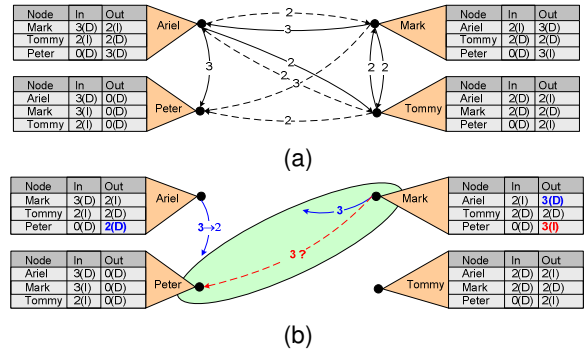 Node In Out
Mark 3(D) 2(I)
Tommy 2(I) 2(D)
Peter 0(D) 3(D)
Ariel
Mark
Node In Out
Ariel 2(I) 3(D)
Tommy 2(D) 2(D)
Peter 0(D) 3(I)
2
3
3
2
2
3
2
2
2
Node In Out
Ariel 3(D) 0(D)
Mark 3(I) 0(D)
Tommy 2(I) 0(D)
Peter
Tommy
Node In Out
Ariel 2(D) 2(I)
Mark 2(D) 2(D)
Peter 0(D) 2(I)
(a)
Node In Out
Mark 3(D) 2(I)
Tommy 2(I) 2(D)
Peter 0(D) 2(D)
Ariel
3→2
3
3 ?
Mark
Node In Out
Ariel 2(I) 3(D)
Tommy 2(D) 2(D)
Peter 0(D) 3(I)
Node In Out
Ariel 3(D) 0(D)
Mark 3(I) 0(D)
Tommy 2(I) 0(D)
Peter
Tommy
Node In Out
Ariel 2(D) 2(I)
Mark 2(D) 2(D)
Peter 0(D) 2(I)
(b)